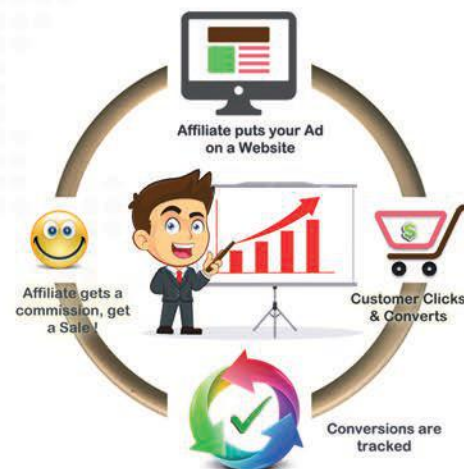 Affiliate puts your Ad
on a Website
Affiliate gets a
commission, get
a Sale !
$
Customer Clicks
& Converts
Conversions are
tracked